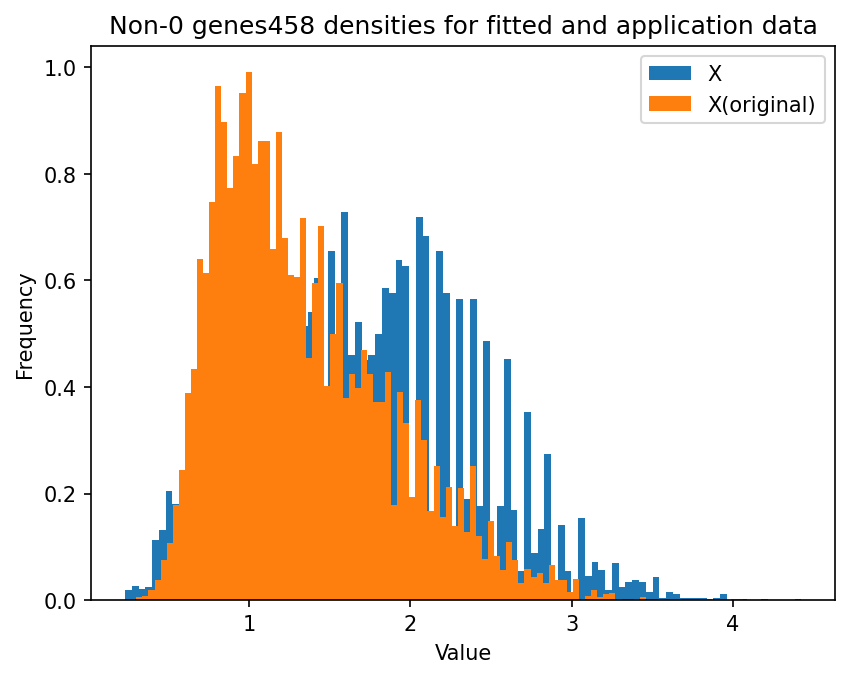 Non-0 genes458 densities for fitted and application data
X
X(original)
Frequency
1.0
0.8
0.6
0.4
0.2
0.0
1
2
3
4
Value